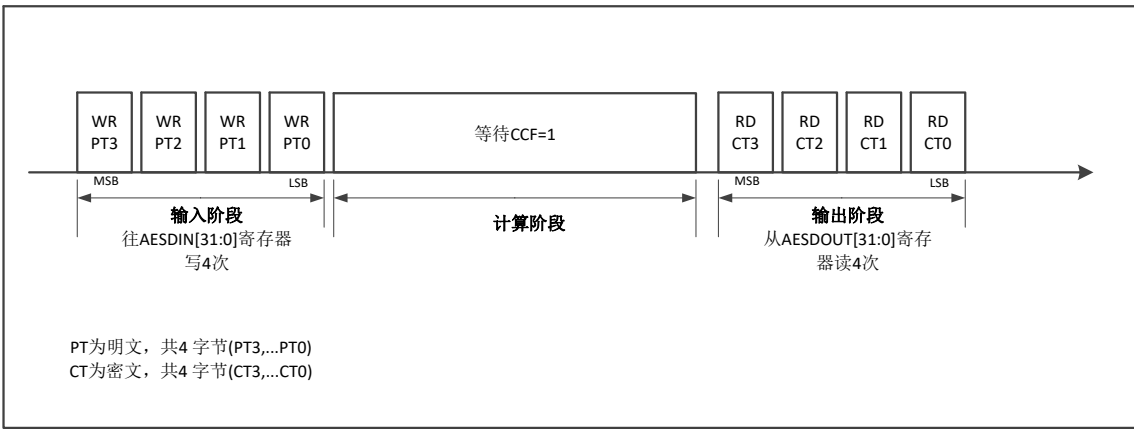 WR WR WR WR
PT3 PT2 PT1 PT0
等待CCF=1
RD RD RD RD
CT3 CT2 CT1 CT0
MSB LSB MSB LSB
输入阶段
往AESDIN[31:0]寄存器
写4次
计算阶段
输出阶段
从AESDOUT[31:0]寄存
器读4次
PT为明文，共4 字节(PT3,...PT0)
CT为密文，共4 字节(CT3,...CT0)